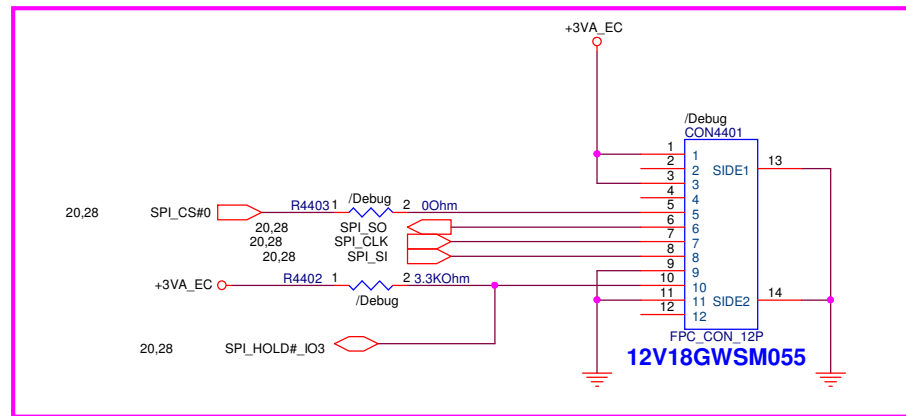 +3VA_EC
/Debug
CON4401
1 1
2 2 SIDE1 13
3 3
4 4
20,28 SPI_CS#0 R4403 1 /Debug 2 0Ohm 5 5
20,28 SPI_SO 6 6
20,28 SPI_CLK 7 7
20,28 SPI_SI 8 8
9 9
+3VA_EC R4402 1 2 3.3KOhm 10 10
/Debug
11 11 SIDE2 14
12 12
20,28 SPI_HOLD#_IO3
FPC_CON_12P
12V18GWSM055